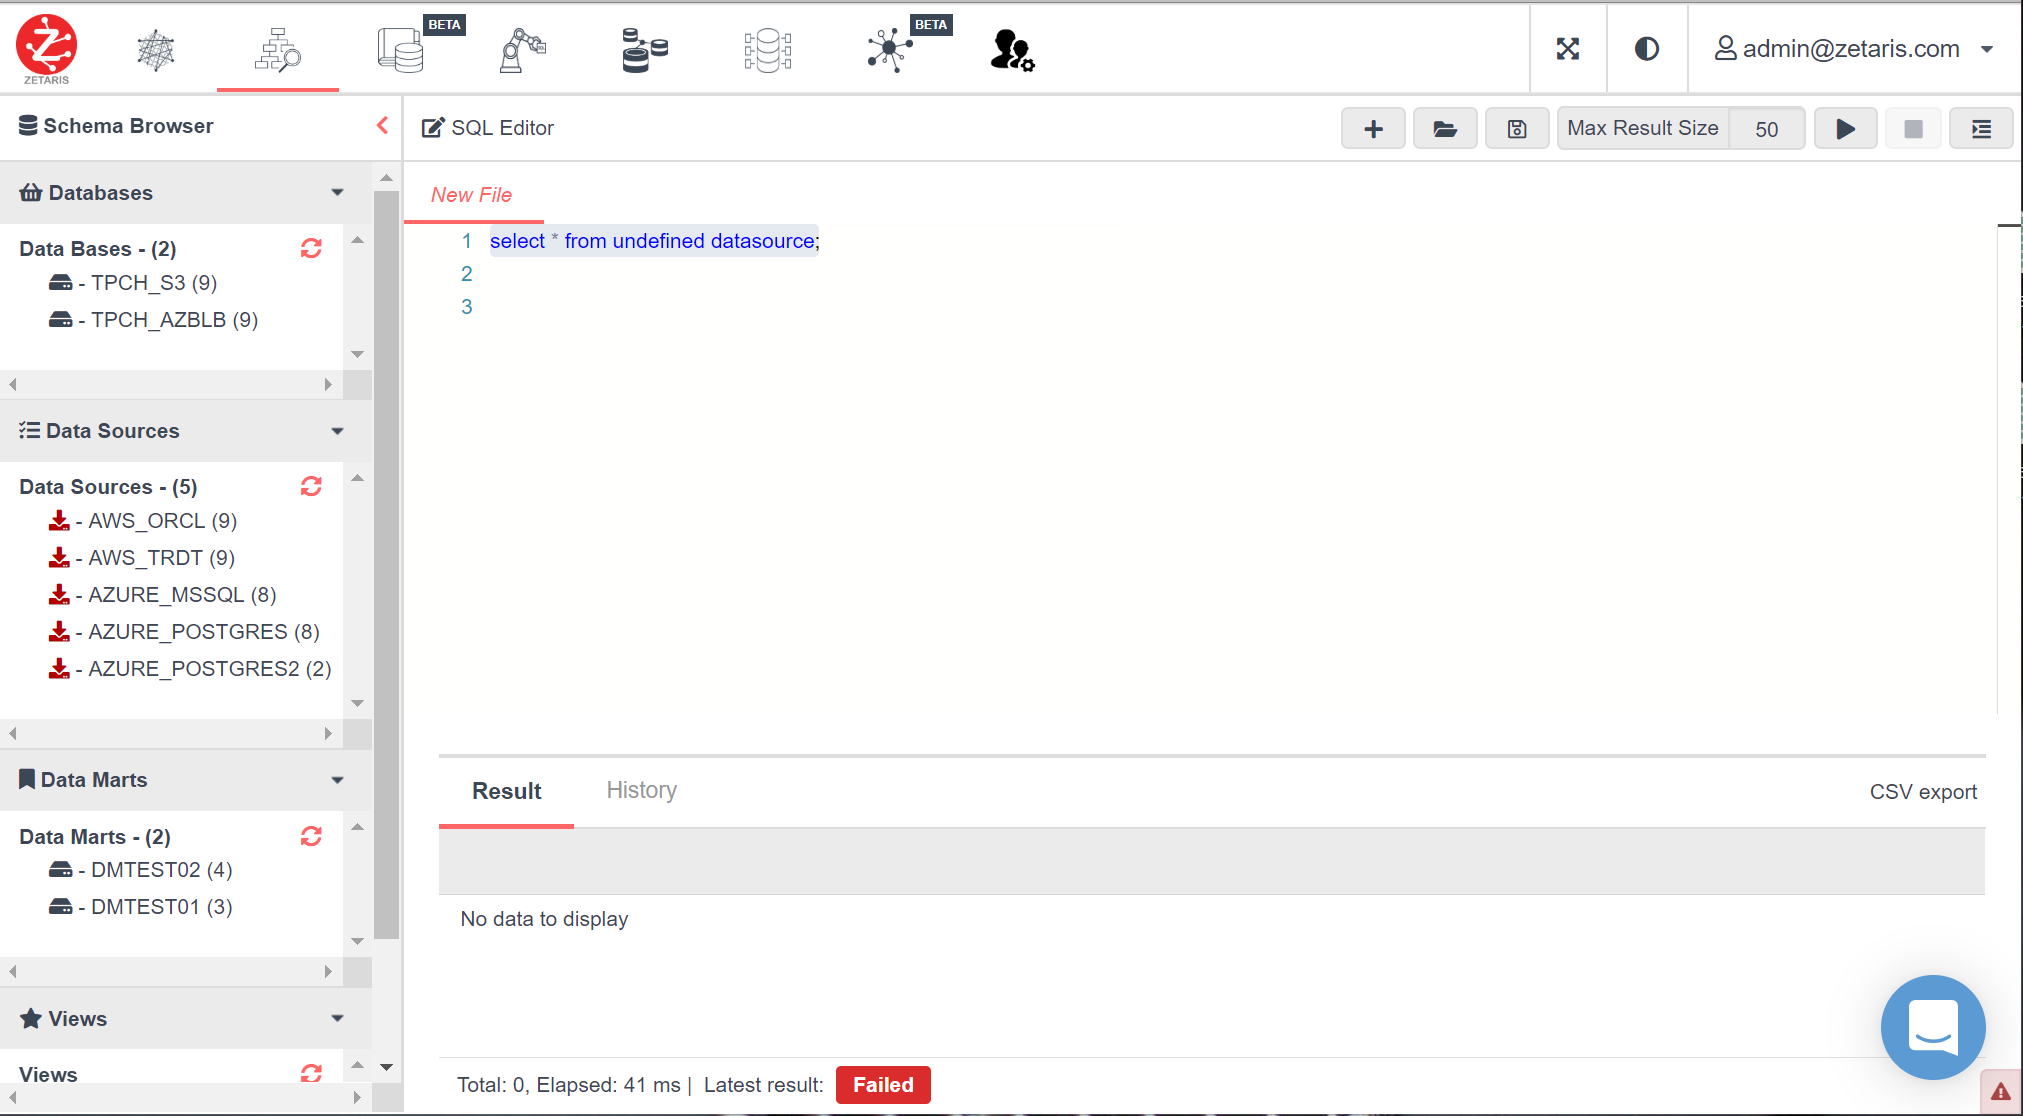 ZETARIS
BETA
BETA
admin@zetaris.com
Schema Browser
SQL Editor
Max Result Size 50
Databases
Data Bases - (2)
- TPCH_S3 (9)
- TPCH_AZBLB (9)
Data Sources
Data Sources - (5)
- AWS_ORCL (9)
- AWS_TRDT (9)
- AZURE_MSSQL (8)
- AZURE_POSTGRES (8)
- AZURE_POSTGRES2 (2)
Data Marts
Data Marts - (2)
- DMTEST02 (4)
- DMTEST01 (3)
Views
Views
New File
1 select * from undefined datasource;
2
3
Result History CSV export
No data to display
Total: 0, Elapsed: 41 ms | Latest result: Failed